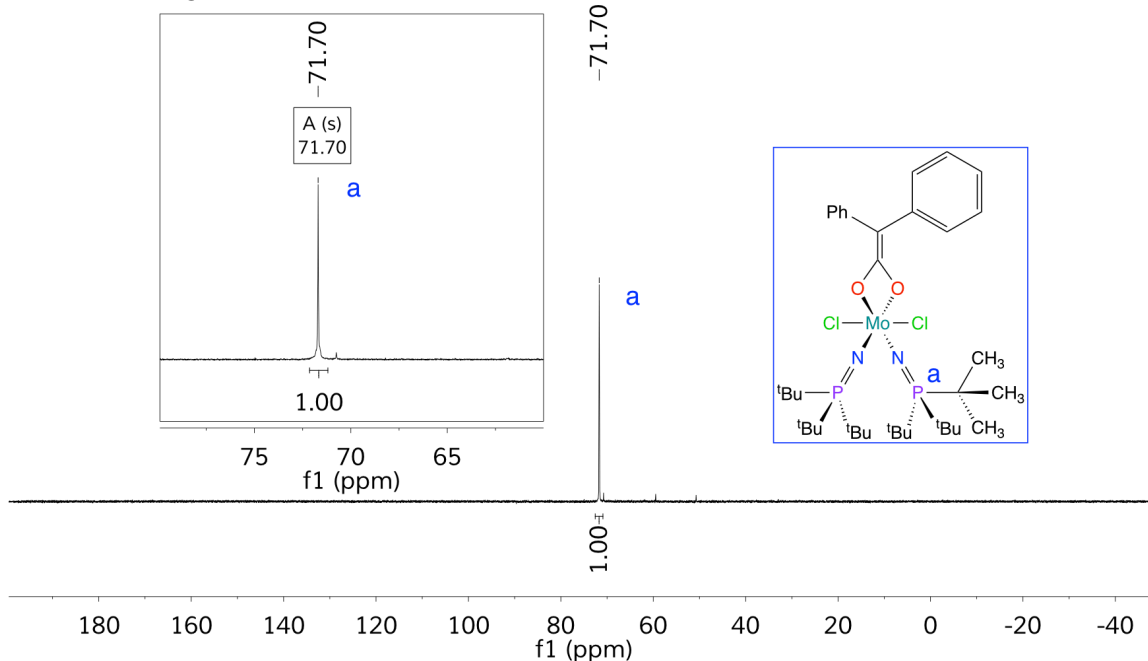 -71.70
-71.70
A (s)
71.70
a
1.00
75 70 65
f1 (ppm)
a
1.00
180 160 140 120 100 80 60 40 20 0 -20 -40
f1 (ppm)
Ph
O O
Cl Mo Cl
N N
a
CH₃
ᵗBu P P CH₃
ᵗBu ᵗBu ᵗBu ᵗBu CH₃